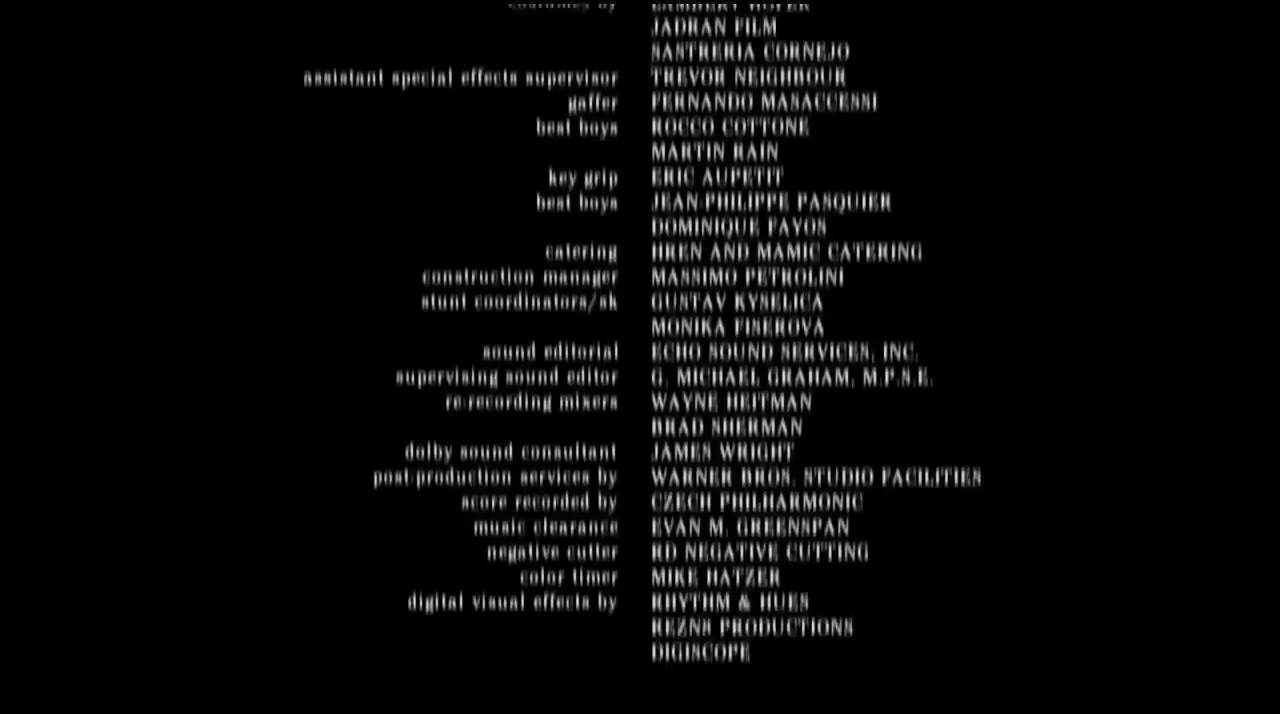 JADRAN FILM
SASTRERIA CORNEJO
assistant special effects supervisor TREVOR NEIGHBOUR
gaffer FERNANDO MASACCESSI
best boys ROCCO COTTONE
MARTIN RAIN
key grip ERIC AUPETIT
best boys JEAN-PHILIPPE PASQUIER
DOMINIQUE FAYOS
catering HREN AND MAMIC CATERING
construction manager MASSIMO PETROLINI
stunt coordinators/sk GUSTAV KYSELICA
MONIKA FISEROVA
sound editorial ECHO SOUND SERVICES, INC.
supervising sound editor G. MICHAEL GRAHAM, M.P.S.E.
re-recording mixers WAYNE HEITMAN
BRAD SHERMAN
dolby sound consultant JAMES WRIGHT
post-production services by WARNER BROS. STUDIO FACILITIES
score recorded by CZECH PHILHARMONIC
music clearance EVAN M. GREENSPAN
negative cutter RD NEGATIVE CUTTING
color timer MIKE HATZER
digital visual effects by RHYTHM & HUES
REZN8 PRODUCTIONS
DIGISCOPE